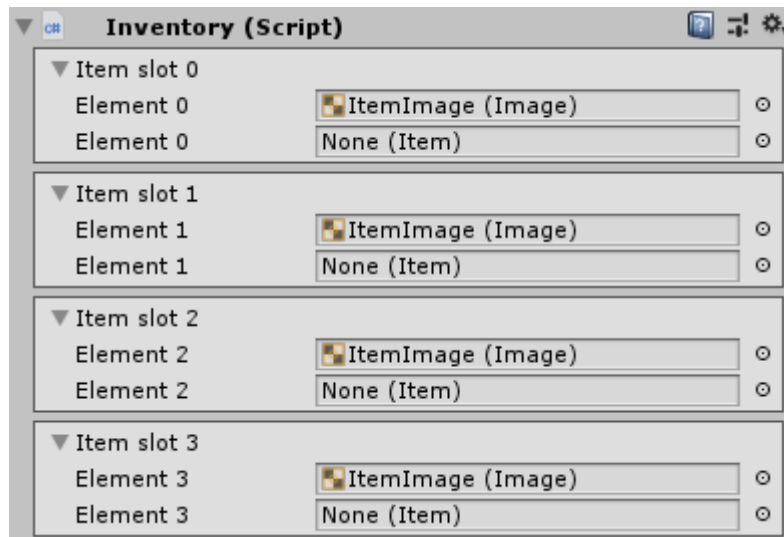 c# Inventory (Script)
Item slot 0
Element 0 ItemImage (Image)
Element 0 None (Item)
Item slot 1
Element 1 ItemImage (Image)
Element 1 None (Item)
Item slot 2
Element 2 ItemImage (Image)
Element 2 None (Item)
Item slot 3
Element 3 ItemImage (Image)
Element 3 None (Item)